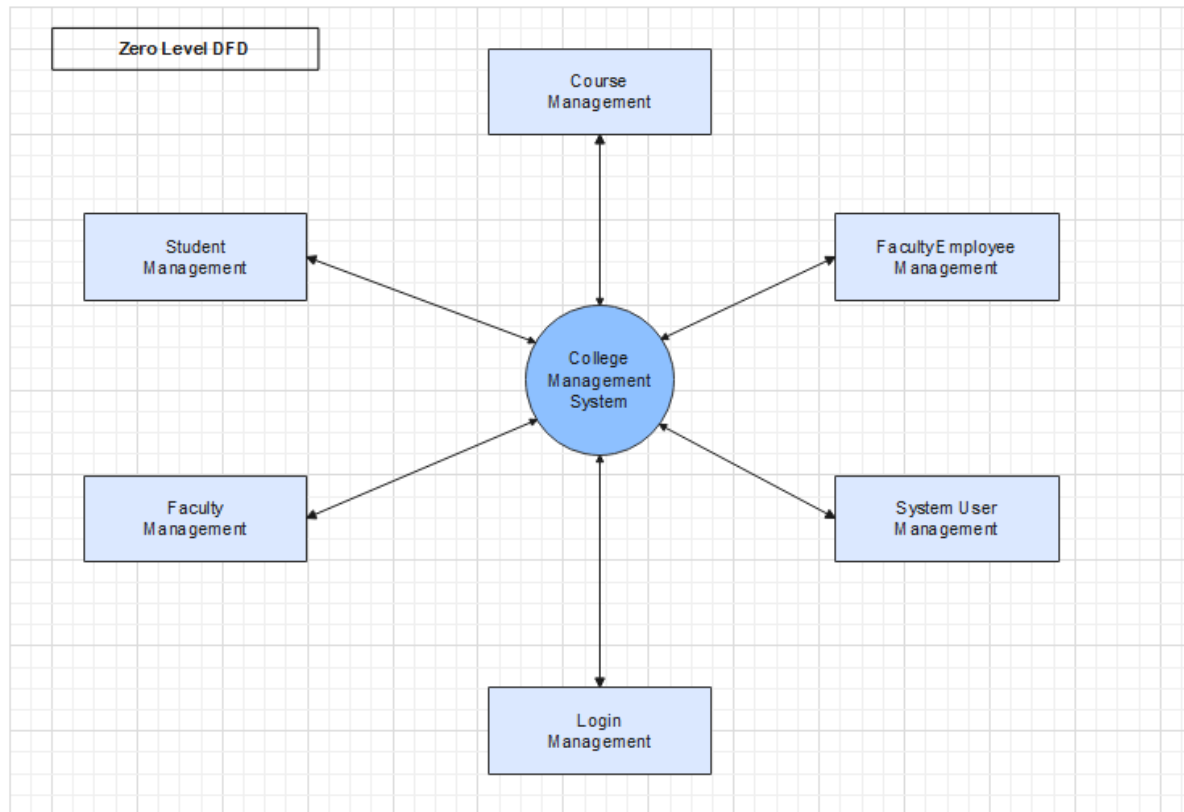 Zero Level DFD
Course
Management
Student
Management
FacultyEmployee
Management
College
Management
System
Faculty
Management
System User
Management
Login
Management